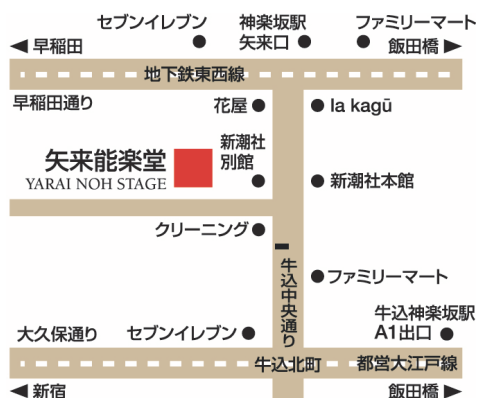 セブンイレブン
神楽坂駅
矢来口
ファミリーマート
早稲田
飯田橋
地下鉄東西線
早稲田通り
花屋
la kagū
新潮社
別館
矢来能楽堂
YARAI NOH STAGE
新潮社本館
クリーニング
牛込中央通り
ファミリーマート
牛込神楽坂駅
A1出口
大久保通り
セブンイレブン
牛込北町
都営大江戸線
新宿
飯田橋